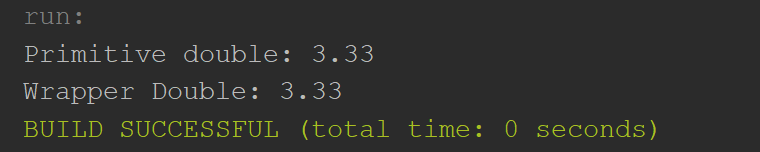 run:
Primitive double: 3.33
Wrapper Double: 3.33
BUILD SUCCESSFUL (total time: 0 seconds)